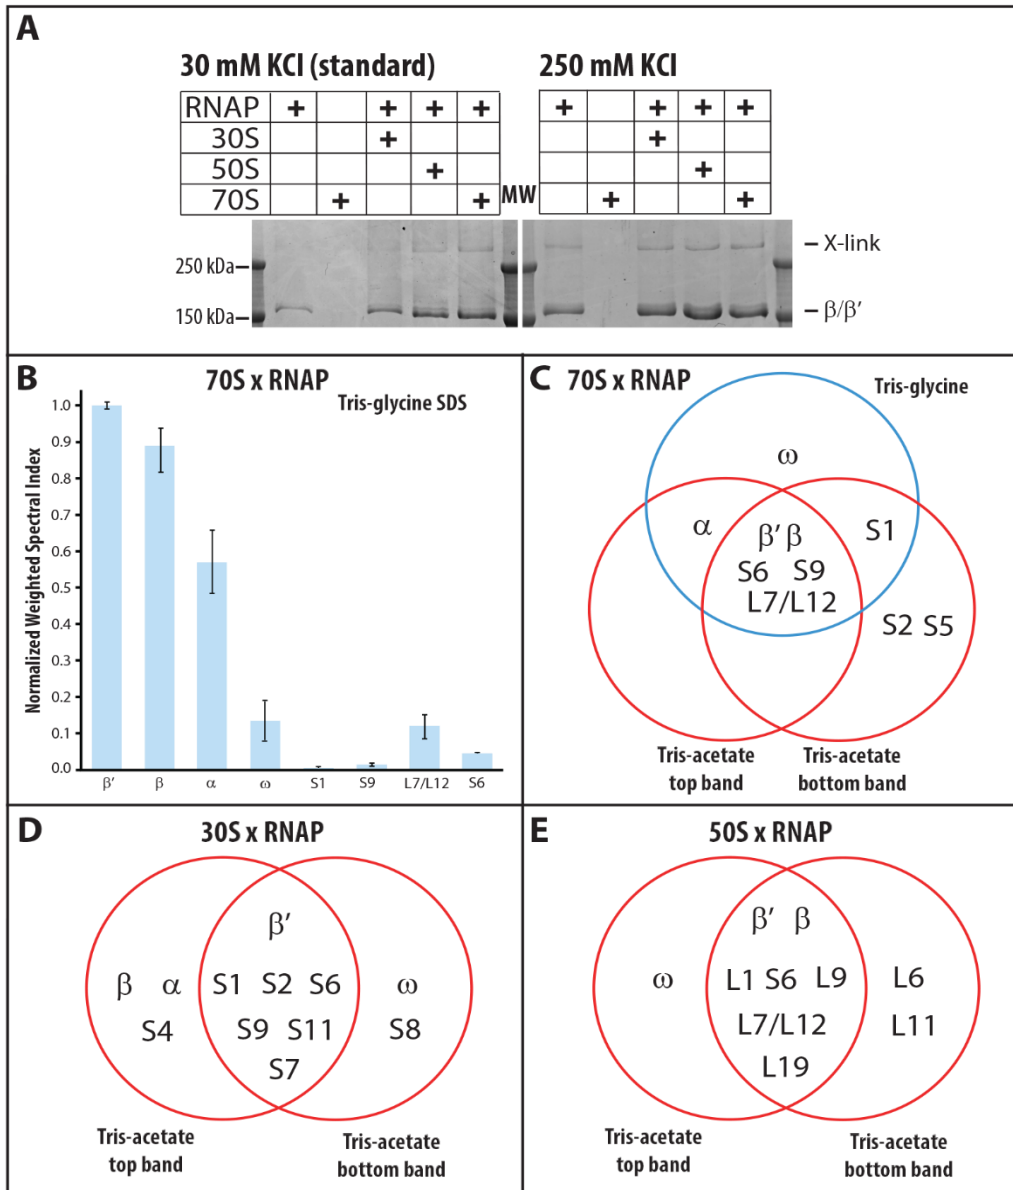 A
30 mM KCl (standard) 250 mM KCl
RNAP + + + + + + + +
30S + +
50S + +
70S + + MW + +
250 kDa– – X-link
150 kDa– – β/β'
B 70S x RNAP
Tris-glycine SDS
Normalized Weighted Spectral Index
1.0
0.9
0.8
0.7
0.6
0.5
0.4
0.3
0.2
0.1
0.0
β' β α ω S1 S9 L7/L12 S6
C 70S x RNAP
Tris-glycine
ω
α β' β S1
S6 S9
L7/L12 S2 S5
Tris-acetate top band
Tris-acetate bottom band
D 30S x RNAP
β'
β α S1 S2 S6 ω
S4 S9 S11 S8
S7
Tris-acetate top band
Tris-acetate bottom band
E 50S x RNAP
β' β
ω L1 S6 L9 L6
L7/L12 L11
L19
Tris-acetate top band
Tris-acetate bottom band